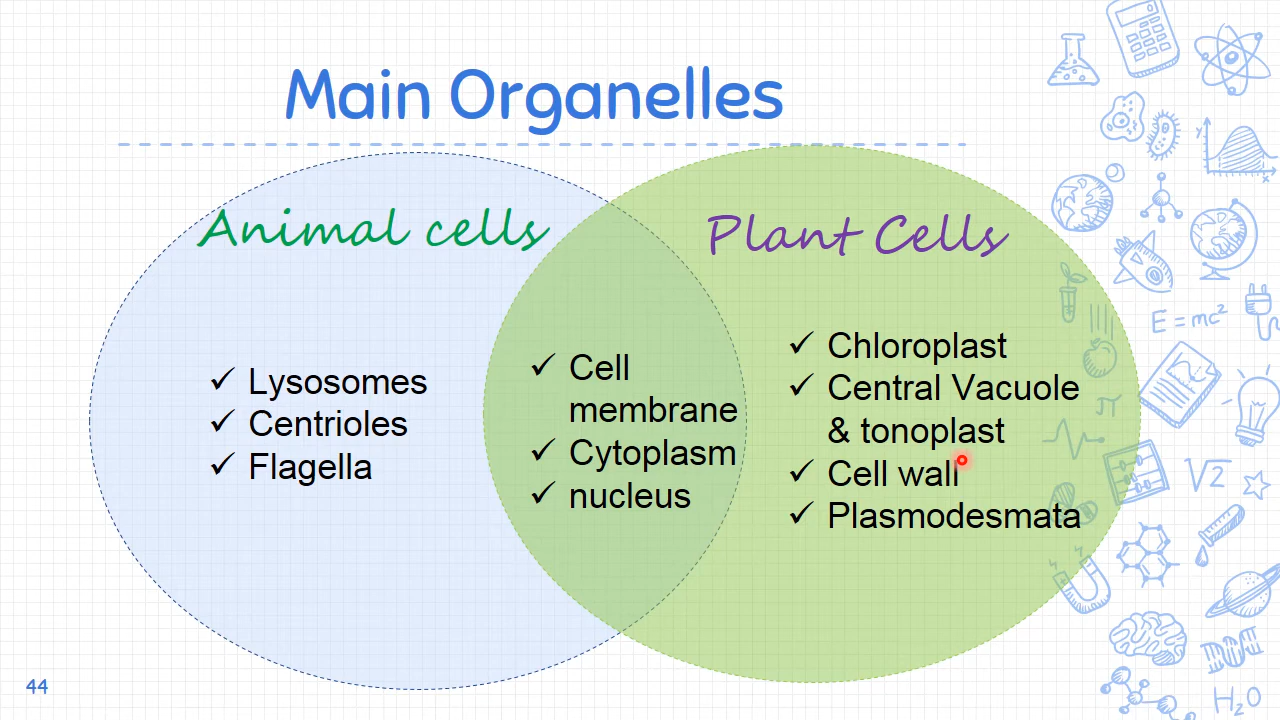 Main Organelles
Animal cells
✓ Lysosomes
✓ Centrioles
✓ Flagella
✓ Cell
membrane
✓ Cytoplasm
✓ nucleus
Plant Cells
✓ Chloroplast
✓ Central Vacuole
& tonoplast
✓ Cell wall
✓ Plasmodesmata
44
y
x
E=mc²
π
√2
H₂O